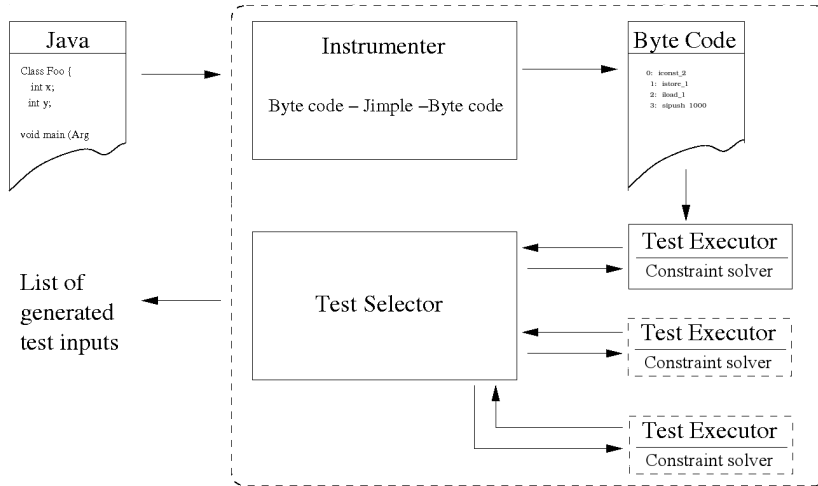 Java
Class Foo {
int x;
int y;
void main (Arg
Instrumenter
Byte code – Jimple –Byte code
Byte Code
0: iconst_2
1: istore_1
2: iload_1
3: sipush 1000
Test Executor
Constraint solver
Test Selector
List of
generated
test inputs
Test Executor
Constraint solver
Test Executor
Constraint solver